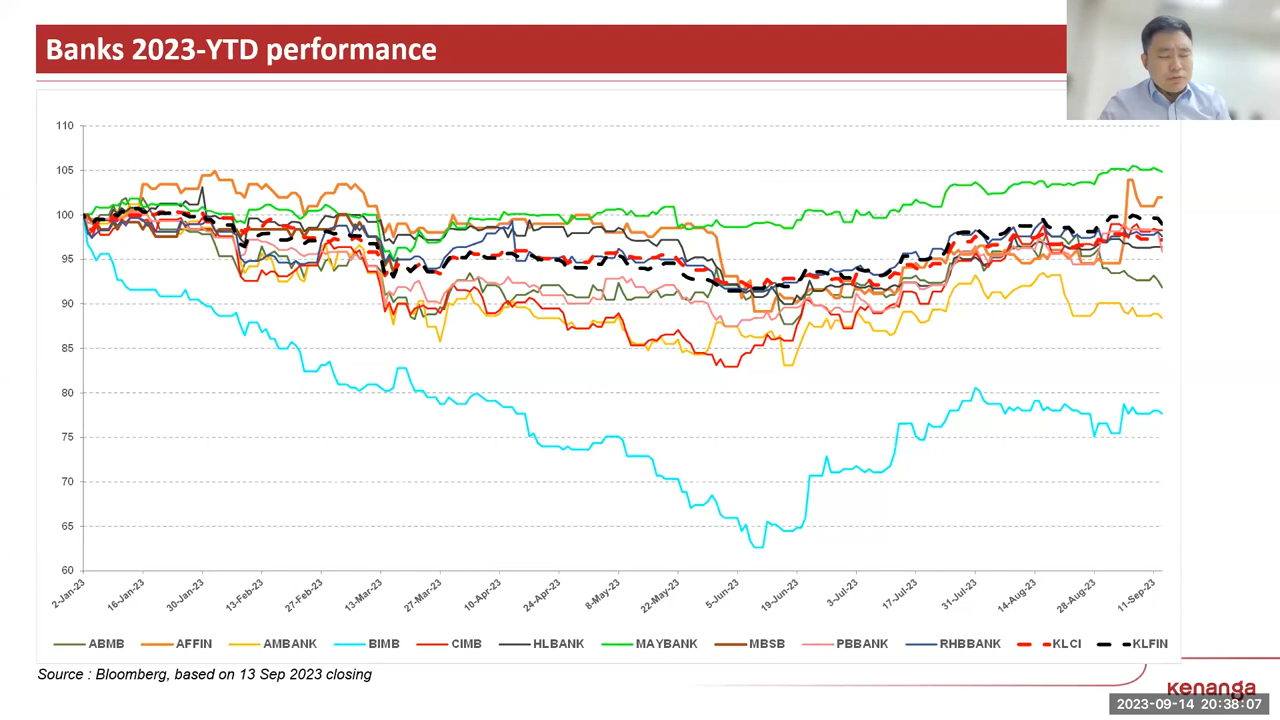 Banks 2023-YTD performance
110
105
100
95
90
85
80
75
70
65
60
2-Jan-23
16-Jan-23
30-Jan-23
13-Feb-23
27-Feb-23
13-Mar-23
27-Mar-23
10-Apr-23
24-Apr-23
8-May-23
22-May-23
5-Jun-23
19-Jun-23
3-Jul-23
17-Jul-23
31-Jul-23
14-Aug-23
28-Aug-23
11-Sep-23
ABMB AFFIN AMBANK BIMB CIMB HLBANK MAYBANK MBSB PBBANK RHBBANK KLCI KLFIN
Source : Bloomberg, based on 13 Sep 2023 closing
kenanga
2023-09-14 20:38:07